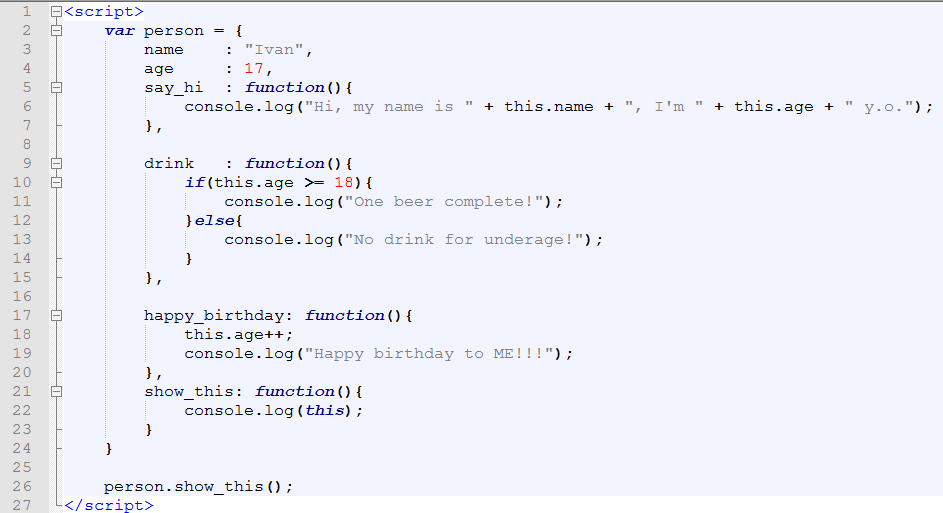 1 <script>
2 var person = {
3 name : "Ivan",
4 age : 17,
5 say_hi : function(){
6 console.log("Hi, my name is " + this.name + ", I'm " + this.age + " y.o.");
7 },
8
9 drink : function(){
10 if(this.age >= 18){
11 console.log("One beer complete!");
12 }else{
13 console.log("No drink for underage!");
14 }
15 },
16
17 happy_birthday: function(){
18 this.age++;
19 console.log("Happy birthday to ME!!!");
20 },
21 show_this: function(){
22 console.log(this);
23 }
24 }
25
26 person.show_this();
27 </script>